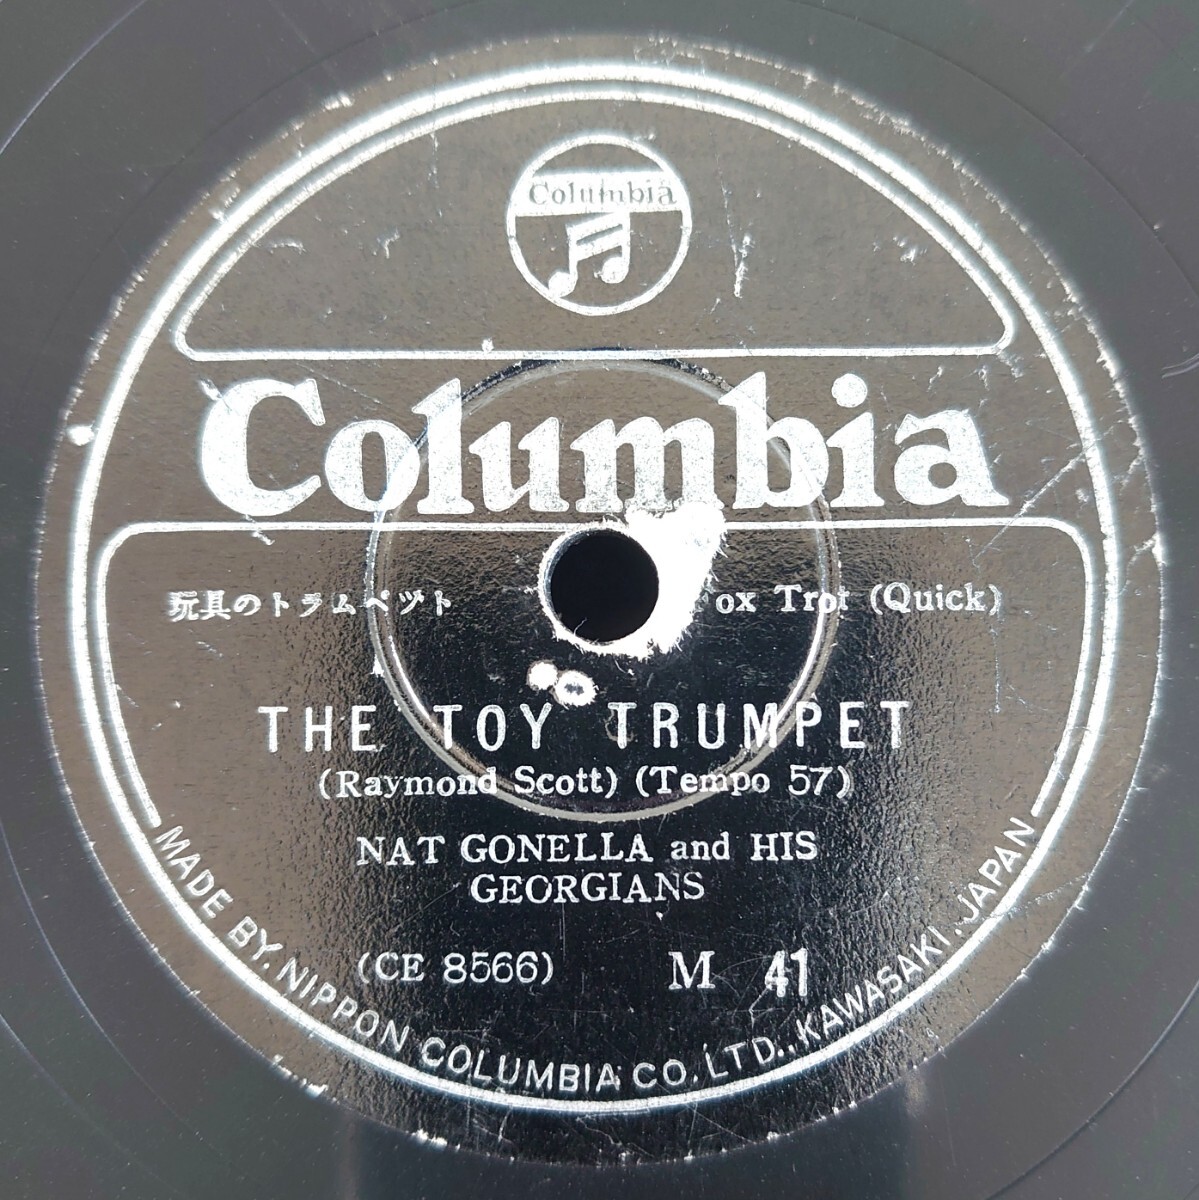 Columbia
Columbia
玩具のトラムペツト
ox Trot (Quick)
THE TOY TRUMPET
(Raymond Scott) (Tempo 57)
NAT GONELLA and HIS
GEORGIANS
(CE 8566) M 41
MADE BY. NIPPON COLUMBIA CO. LTD., KAWASAKI. JAPAN